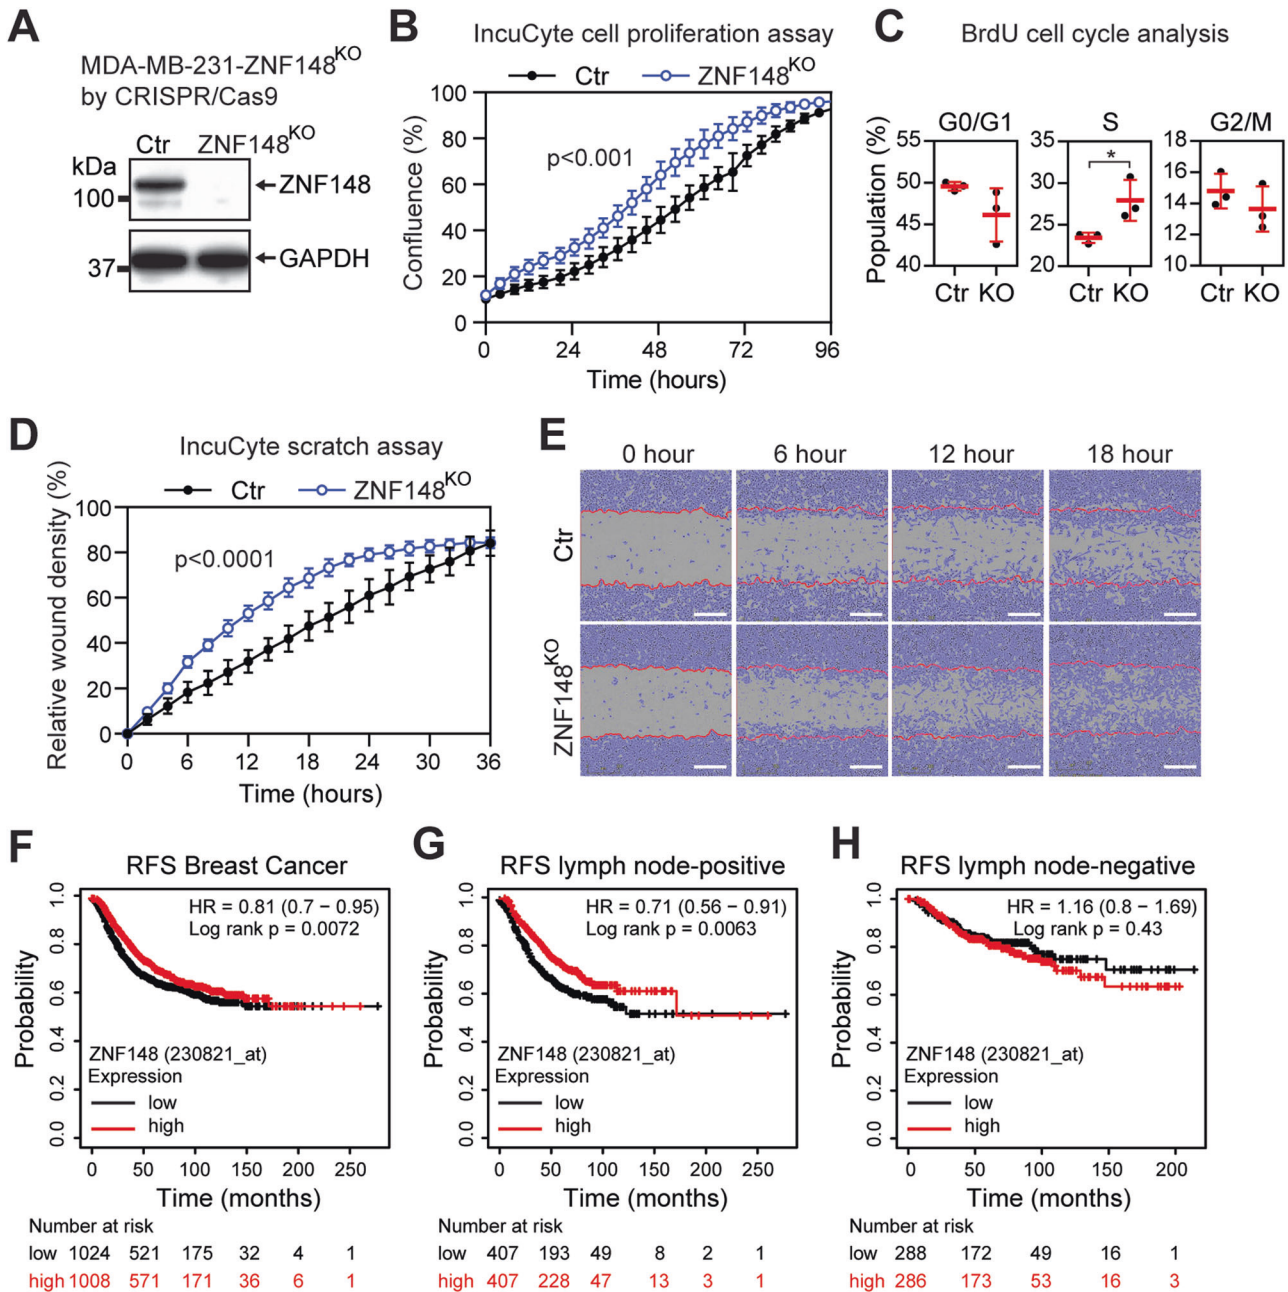 A
MDA-MB-231-ZNF148KO
by CRISPR/Cas9
Ctr ZNF148KO
kDa
100
ZNF148
37
GAPDH
B
IncuCyte cell proliferation assay
Ctr ZNF148KO
Confluence (%)
100
80
60
40
20
0
p<0.001
0 24 48 72 96
Time (hours)
C
BrdU cell cycle analysis
Population (%)
G0/G1
55
50
45
40
Ctr KO
S
35
30
25
20
*
Ctr KO
G2/M
18
16
14
12
10
Ctr KO
D
IncuCyte scratch assay
Ctr ZNF148KO
Relative wound density (%)
100
80
60
40
20
0
p<0.0001
0 6 12 18 24 30 36
Time (hours)
E
0 hour 6 hour 12 hour 18 hour
Ctr
ZNF148KO
F
RFS Breast Cancer
HR = 0.81 (0.7 − 0.95)
Log rank p = 0.0072
Probability
1.0
0.8
0.6
0.4
0.2
0.0
ZNF148 (230821_at)
Expression
low
high
0 50 100 150 200 250
Time (months)
Number at risk
low 1024 521 175 32 4 1
high 1008 571 171 36 6 1
G
RFS lymph node-positive
HR = 0.71 (0.56 − 0.91)
Log rank p = 0.0063
Probability
1.0
0.8
0.6
0.4
0.2
0.0
ZNF148 (230821_at)
Expression
low
high
0 50 100 150 200 250
Time (months)
Number at risk
low 407 193 49 8 2 1
high 407 228 47 13 3 1
H
RFS lymph node-negative
HR = 1.16 (0.8 − 1.69)
Log rank p = 0.43
Probability
1.0
0.8
0.6
0.4
0.2
0.0
ZNF148 (230821_at)
Expression
low
high
0 50 100 150 200
Time (months)
Number at risk
low 288 172 49 16 1
high 286 173 53 16 3